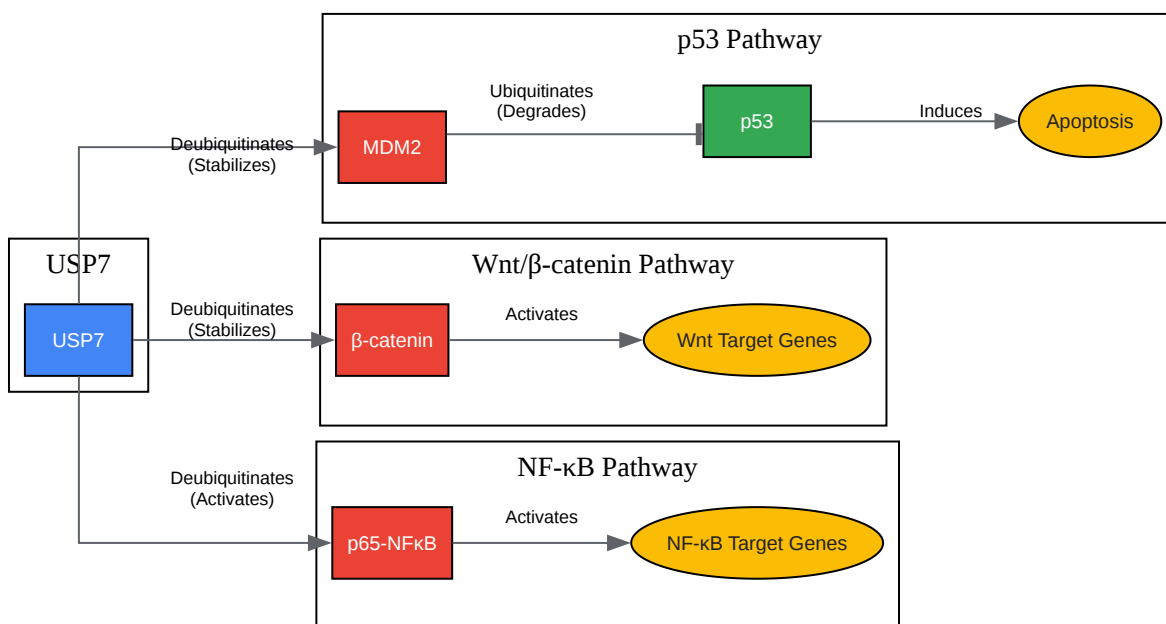 p53 Pathway
Ubiquitinates
(Degrades)
Induces
MDM2
p53
Apoptosis
Deubiquitinates
(Stabilizes)
USP7
USP7
Wnt/β-catenin Pathway
Deubiquitinates
(Stabilizes)
β-catenin
Activates
Wnt Target Genes
NF-κB Pathway
Deubiquitinates
(Activates)
p65-NFκB
Activates
NF-κB Target Genes